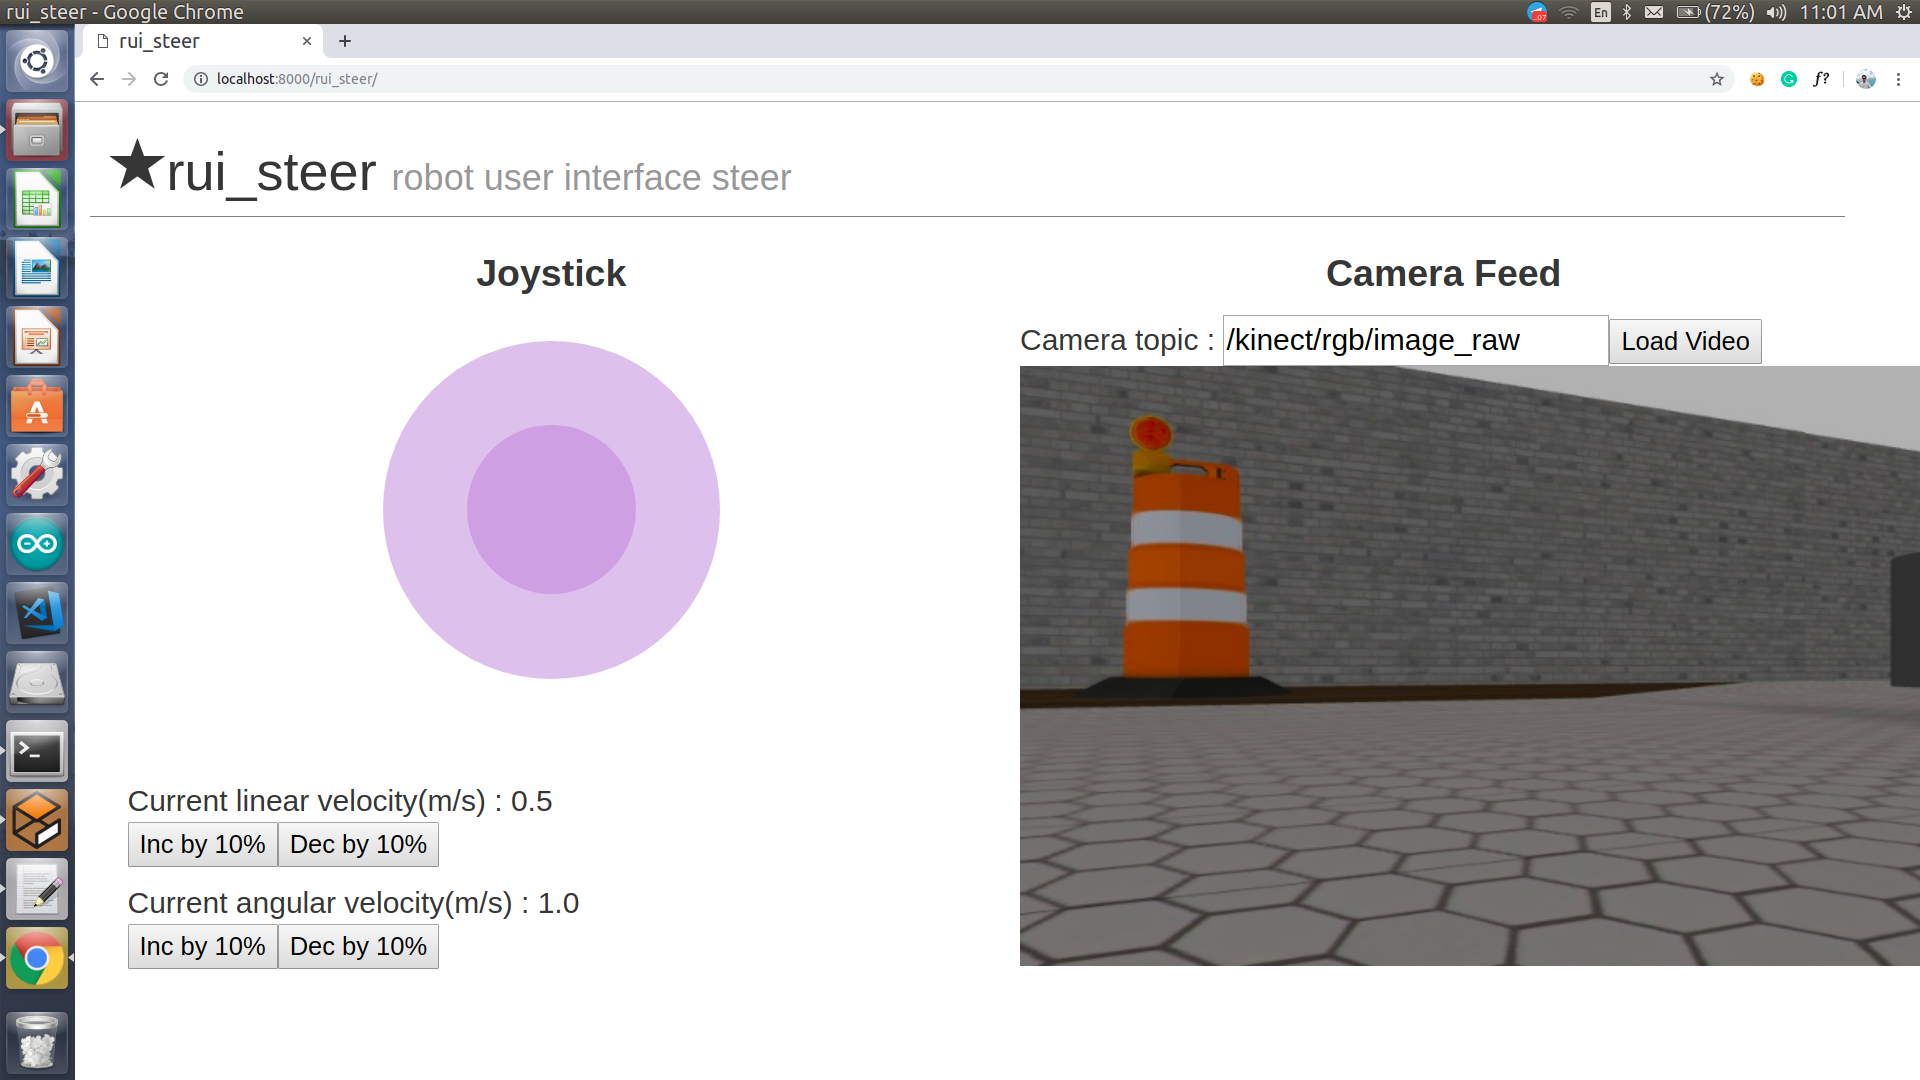 rui_steer - Google Chrome
.07 En (72%) 11:01 AM
rui_steer
localhost:8000/rui_steer/ f?
★rui_steer robot user interface steer
Joystick
Camera Feed
Camera topic : /kinect/rgb/image_raw Load Video
Current linear velocity(m/s) : 0.5
Inc by 10% Dec by 10%
Current angular velocity(m/s) : 1.0
Inc by 10% Dec by 10%